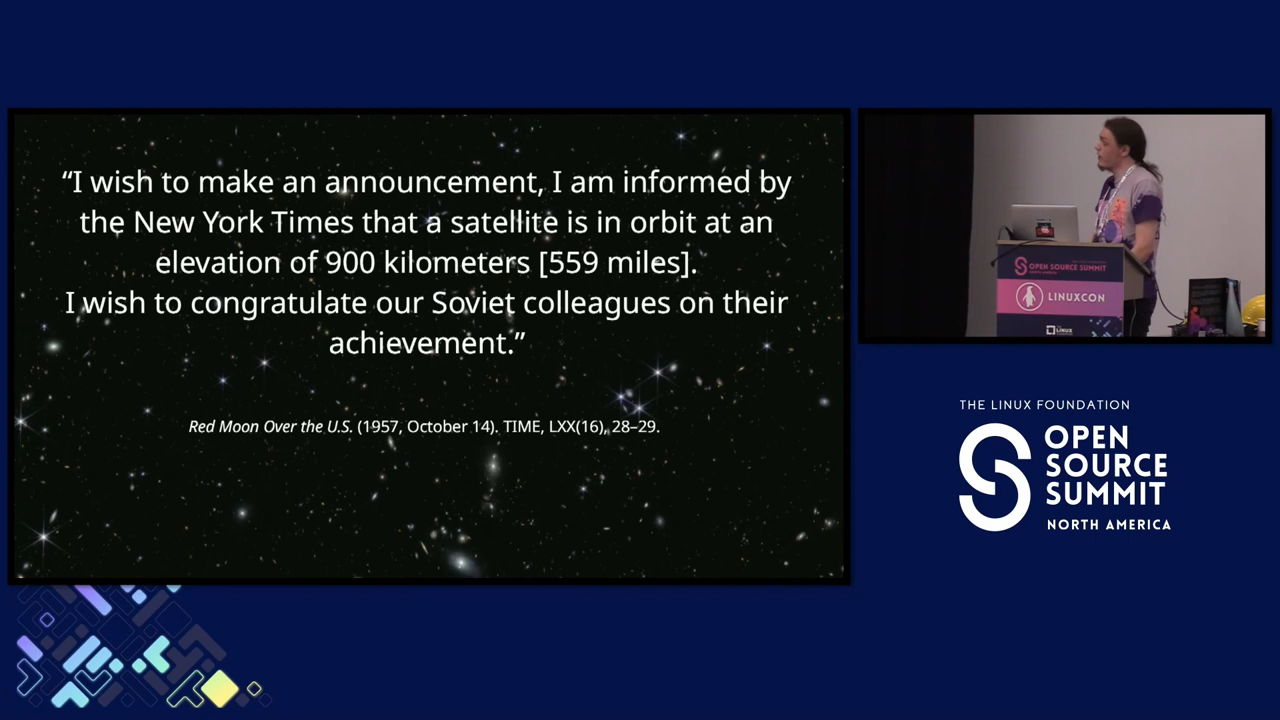 “I wish to make an announcement, I am informed by
the New York Times that a satellite is in orbit at an
elevation of 900 kilometers [559 miles].
I wish to congratulate our Soviet colleagues on their
achievement.”
Red Moon Over the U.S. (1957, October 14). TIME, LXX(16), 28–29.
OPEN SOURCE SUMMIT
LINUXCON
LINUX
THE LINUX FOUNDATION
OPEN
SOURCE
SUMMIT
NORTH AMERICA